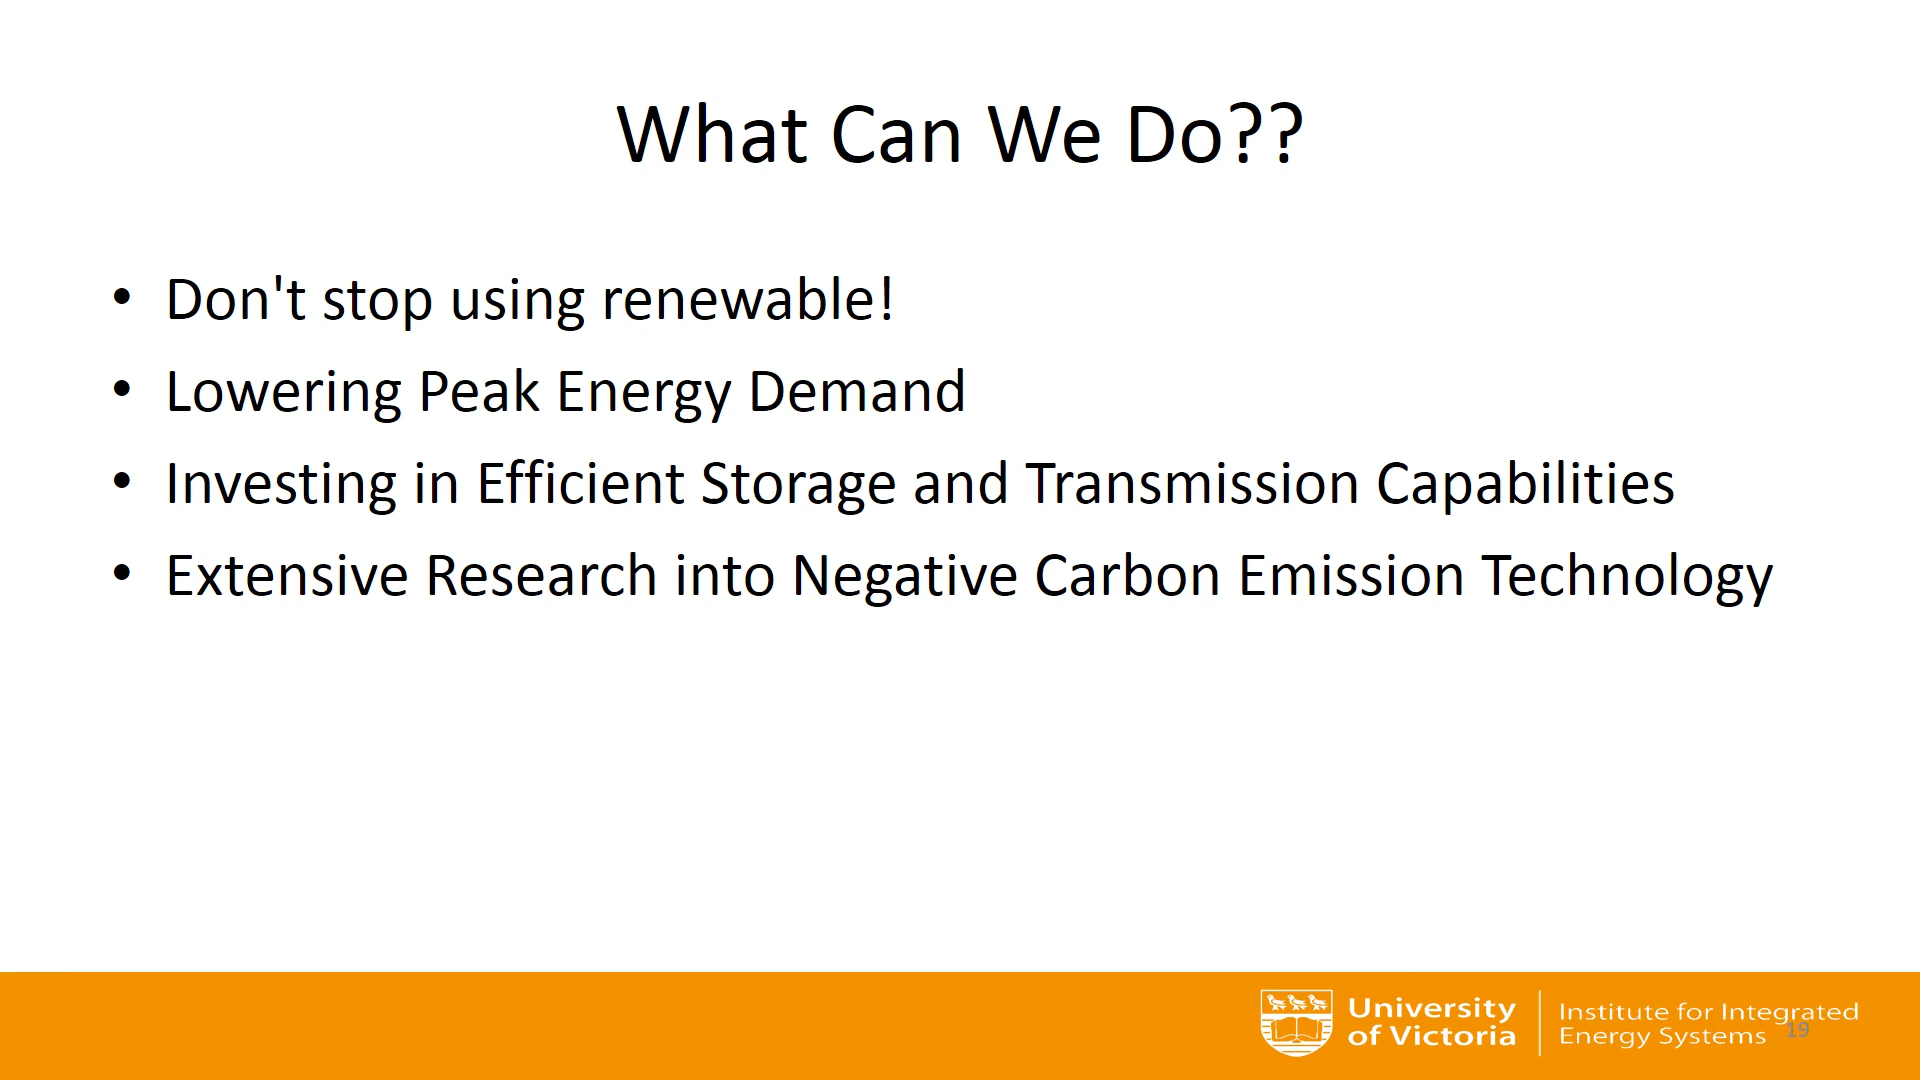 What Can We Do??
• Don't stop using renewable!
• Lowering Peak Energy Demand
• Investing in Efficient Storage and Transmission Capabilities
• Extensive Research into Negative Carbon Emission Technology
University
of Victoria
Institute for Integrated
Energy Systems
19